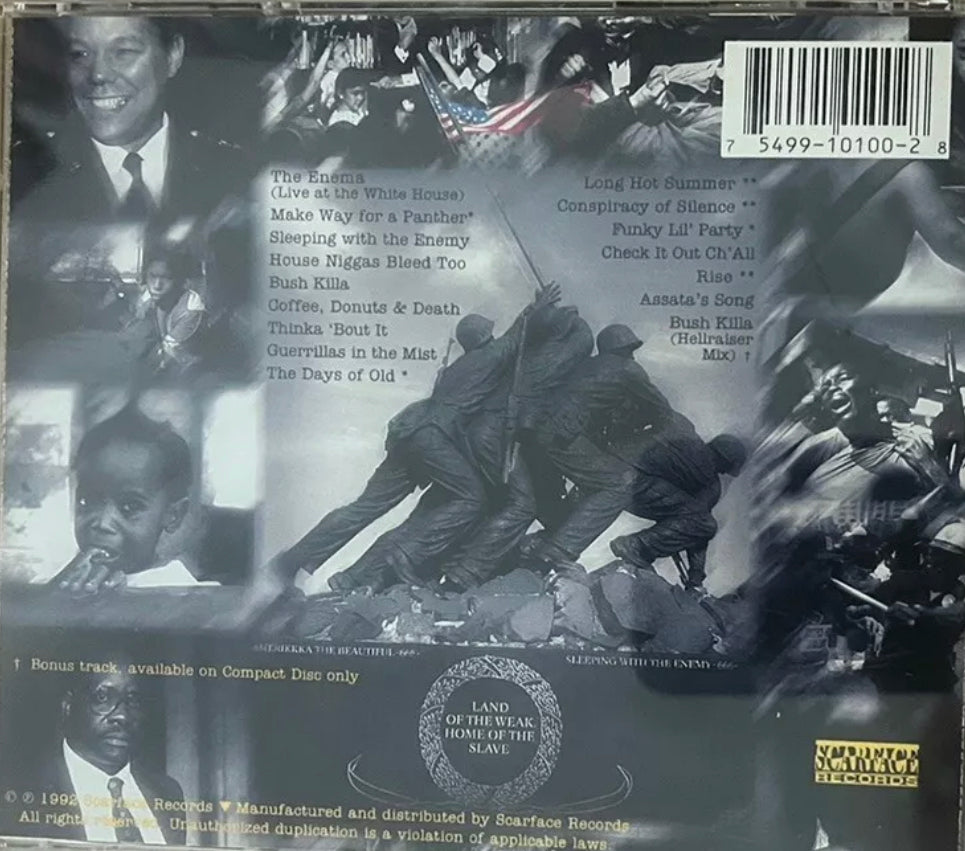 7 5499-10100-2 8
The Enema
(Live at the White House)
Make Way for a Panther*
Sleeping with the Enemy
House Niggas Bleed Too
Bush Killa
Coffee, Donuts & Death
Thinka 'Bout It
Guerrillas in the Mist
The Days of Old *
Long Hot Summer **
Conspiracy of Silence **
Funky Lil' Party *
Check It Out Ch'All
Rise **
Assata's Song
Bush Killa
(Hellraiser
Mix) †
AMERIKKKA THE BEAUTIFUL -666-
SLEEPING WITH THE ENEMY -666-
† Bonus track, available on Compact Disc only
LAND
OF THE WEAK
HOME OF THE
SLAVE
SCARFACE
RECORDS
© ℗ 1992 Scarface Records ▼ Manufactured and distributed by Scarface Records
All rights reserved. Unauthorized duplication is a violation of applicable laws.